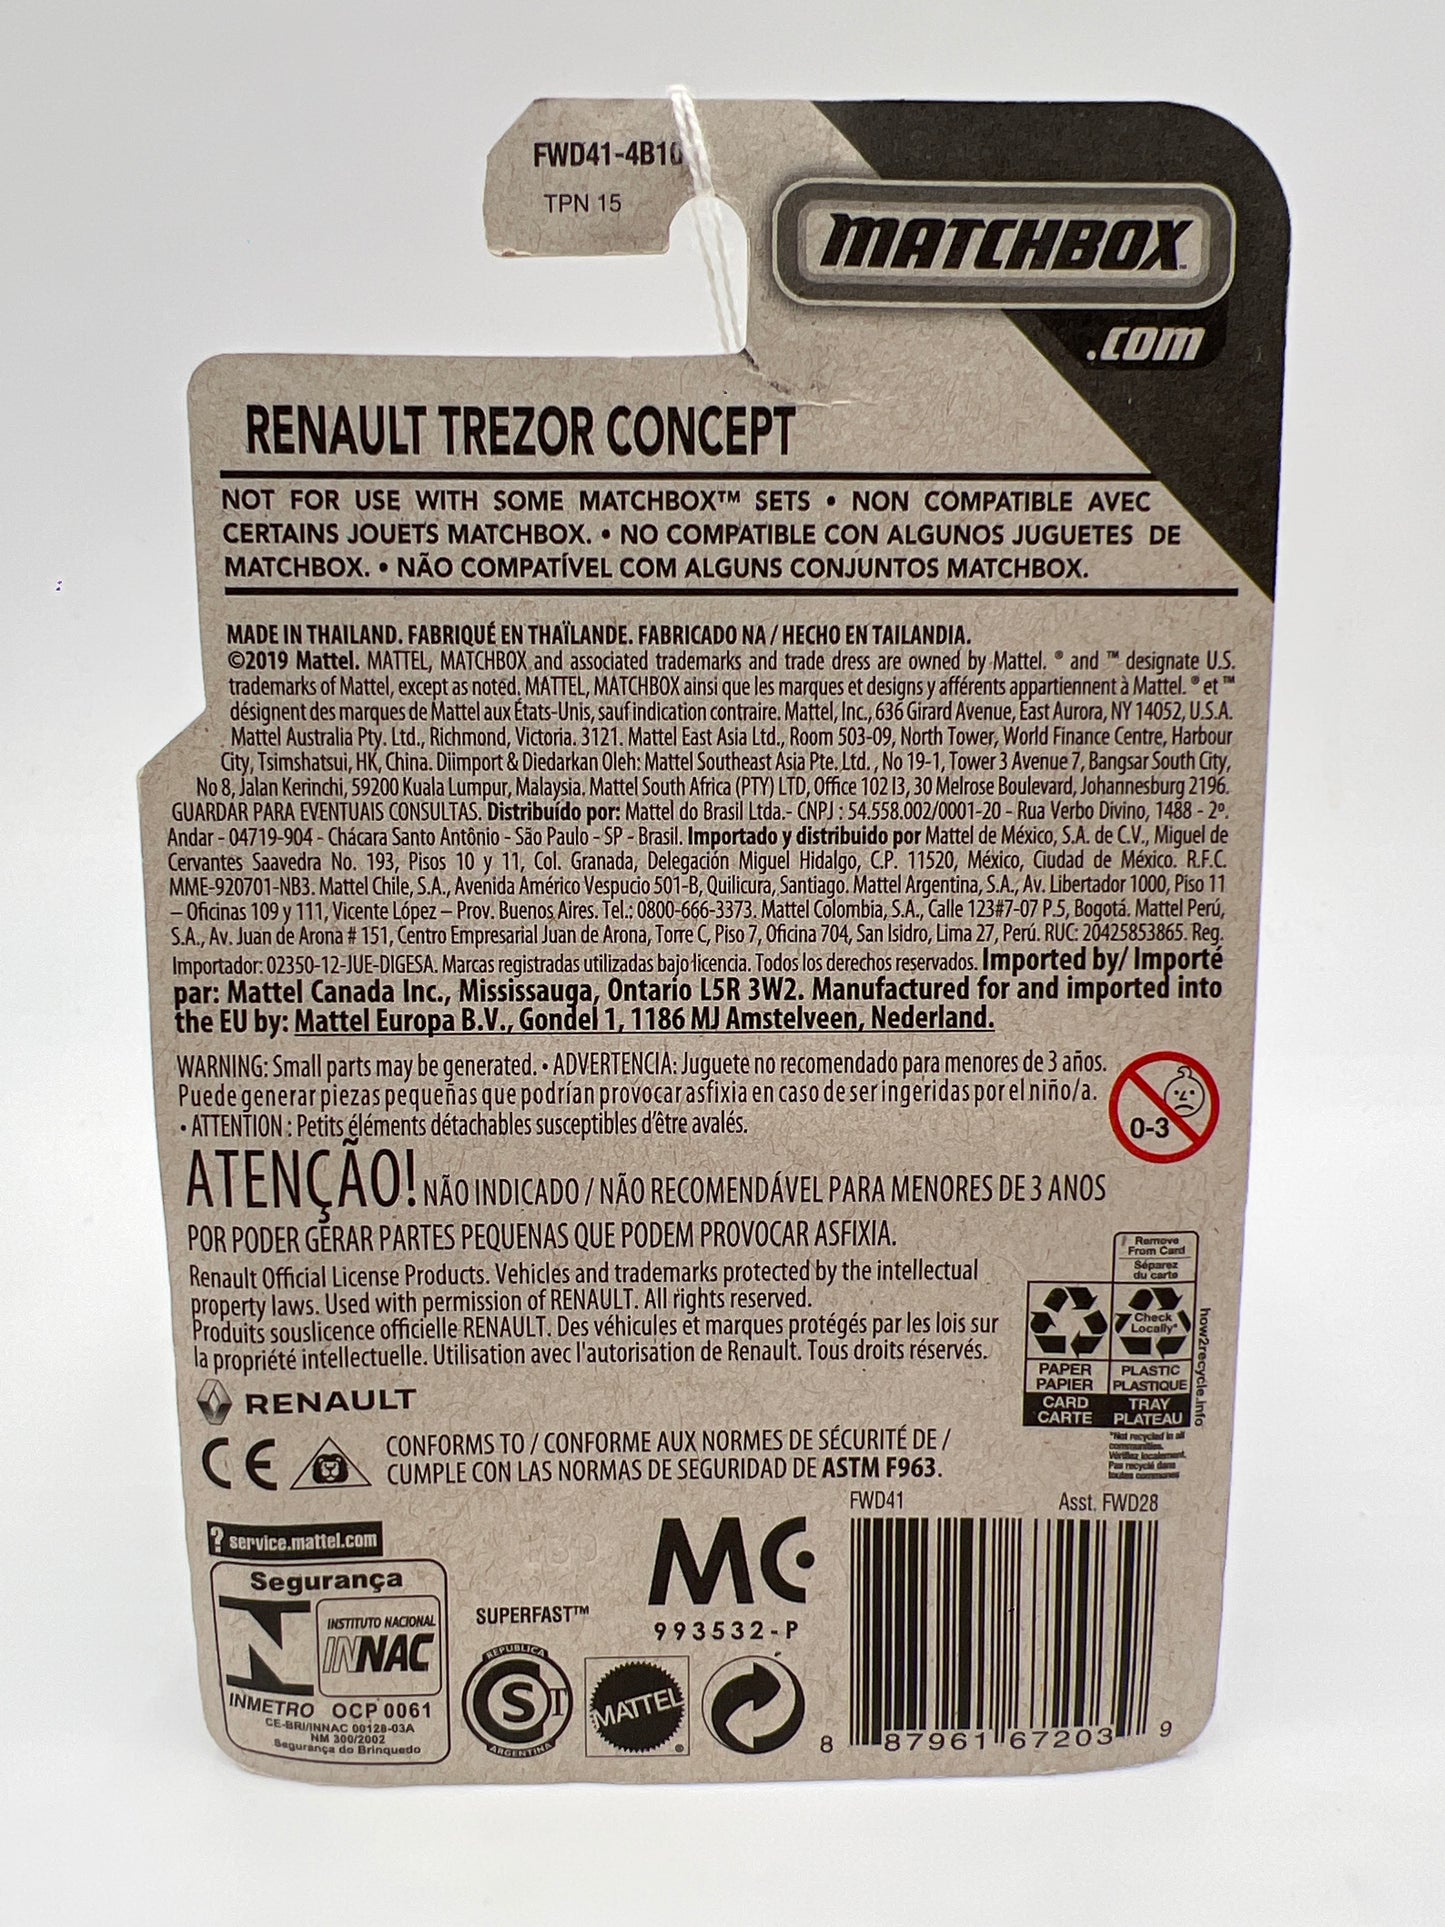 FWD41-4B10
TPN 15
MATCHBOX
.com
RENAULT TREZOR CONCEPT
NOT FOR USE WITH SOME MATCHBOX™ SETS • NON COMPATIBLE AVEC
CERTAINS JOUETS MATCHBOX. • NO COMPATIBLE CON ALGUNOS JUGUETES DE
MATCHBOX. • NÃO COMPATÍVEL COM ALGUNS CONJUNTOS MATCHBOX.
MADE IN THAILAND. FABRIQUÉ EN THAÏLANDE. FABRICADO NA / HECHO EN TAILANDIA.
©2019 Mattel. MATTEL, MATCHBOX and associated trademarks and trade dress are owned by Mattel. ® and ™ designate U.S.
trademarks of Mattel, except as noted. MATTEL, MATCHBOX ainsi que les marques et designs y afférents appartiennent à Mattel. ® et ™
désignent des marques de Mattel aux États-Unis, sauf indication contraire. Mattel, Inc., 636 Girard Avenue, East Aurora, NY 14052, U.S.A.
Mattel Australia Pty. Ltd., Richmond, Victoria. 3121. Mattel East Asia Ltd., Room 503-09, North Tower, World Finance Centre, Harbour
City, Tsimshatsui, HK, China. Diimport & Diedarkan Oleh: Mattel Southeast Asia Pte. Ltd., No 19-1, Tower 3 Avenue 7, Bangsar South City,
No 8, Jalan Kerinchi, 59200 Kuala Lumpur, Malaysia. Mattel South Africa (PTY) LTD, Office 102 I3, 30 Melrose Boulevard, Johannesburg 2196.
GUARDAR PARA EVENTUAIS CONSULTAS. Distribuído por: Mattel do Brasil Ltda.- CNPJ : 54.558.002/0001-20 - Rua Verbo Divino, 1488 - 2º.
Andar - 04719-904 - Chácara Santo Antônio - São Paulo - SP - Brasil. Importado y distribuido por Mattel de México, S.A. de C.V., Miguel de
Cervantes Saavedra No. 193, Pisos 10 y 11, Col. Granada, Delegación Miguel Hidalgo, C.P. 11520, México, Ciudad de México. R.F.C.
MME-920701-NB3. Mattel Chile, S.A., Avenida Américo Vespucio 501-B, Quilicura, Santiago. Mattel Argentina, S.A., Av. Libertador 1000, Piso 11
– Oficinas 109 y 111, Vicente López – Prov. Buenos Aires. Tel.: 0800-666-3373. Mattel Colombia, S.A., Calle 123#7-07 P.5, Bogotá. Mattel Perú,
S.A., Av. Juan de Arona # 151, Centro Empresarial Juan de Arona, Torre C, Piso 7, Oficina 704, San Isidro, Lima 27, Perú. RUC: 20425853865. Reg.
Importador: 02350-12-JUE-DIGESA. Marcas registradas utilizadas bajo licencia. Todos los derechos reservados. Imported by/ Importé
par: Mattel Canada Inc., Mississauga, Ontario L5R 3W2. Manufactured for and imported into
the EU by: Mattel Europa B.V., Gondel 1, 1186 MJ Amstelveen, Nederland.
WARNING: Small parts may be generated. • ADVERTENCIA: Juguete no recomendado para menores de 3 años.
Puede generar piezas pequeñas que podrían provocar asfixia en caso de ser ingeridas por el niño/a.
• ATTENTION : Petits éléments détachables susceptibles d'être avalés.
0-3
ATENÇÃO! NÃO INDICADO / NÃO RECOMENDÁVEL PARA MENORES DE 3 ANOS
POR PODER GERAR PARTES PEQUENAS QUE PODEM PROVOCAR ASFIXIA.
Renault Official License Products. Vehicles and trademarks protected by the intellectual
property laws. Used with permission of RENAULT. All rights reserved.
Produits souslicence officielle RENAULT. Des véhicules et marques protégés par les lois sur
la propriété intellectuelle. Utilisation avec l'autorisation de Renault. Tous droits réservés.
RENAULT
Remove
From Card
Séparez
du carte
Check
Locally*
PAPER
PAPIER
CARD
CARTE
PLASTIC
PLASTIQUE
TRAY
PLATEAU
how2recycle.info
*Not recycled in all
communities.
Vérifiez localement.
Pas recyclé dans
toutes communes
CE
CONFORMS TO / CONFORME AUX NORMES DE SÉCURITÉ DE /
CUMPLE CON LAS NORMAS DE SEGURIDAD DE ASTM F963.
FWD41
Asst. FWD28
? service.mattel.com
Segurança
INSTITUTO NACIONAL
INNAC
INMETRO OCP 0061
CE-BRI/INNAC 00128-03A
NM 300/2002
Segurança do Brinquedo
SUPERFAST™
MC
993532-P
REPUBLICA
S T
ARGENTINA
MATTEL
8 87961 67203 9